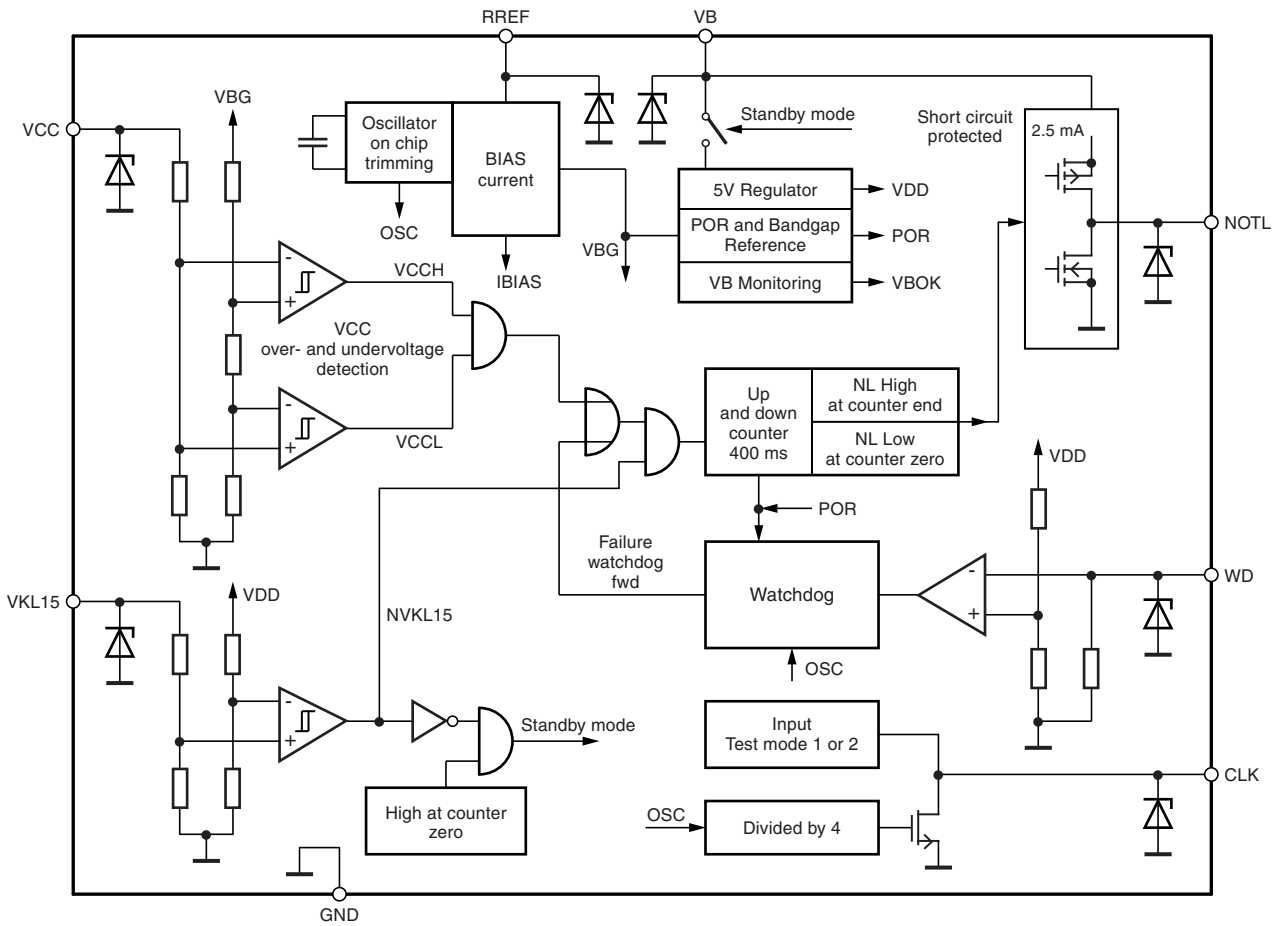 RREF
VB
VCC
VBG
Oscillator
on chip
trimming
BIAS
current
OSC
IBIAS
VBG
Standby mode
5V Regulator
VDD
POR and Bandgap
Reference
POR
VB Monitoring
VBOK
Short circuit
protected
2.5 mA
NOTL
-
+
VCCH
VCC
over- and undervoltage
detection
-
+
VCCL
Up
and down
counter
400 ms
NL High
at counter end
NL Low
at counter zero
POR
VDD
Failure
watchdog
fwd
Watchdog
-
+
WD
OSC
VKL15
VDD
NVKL15
-
+
Standby mode
High at counter
zero
Input
Test mode 1 or 2
CLK
OSC
Divided by 4
GND